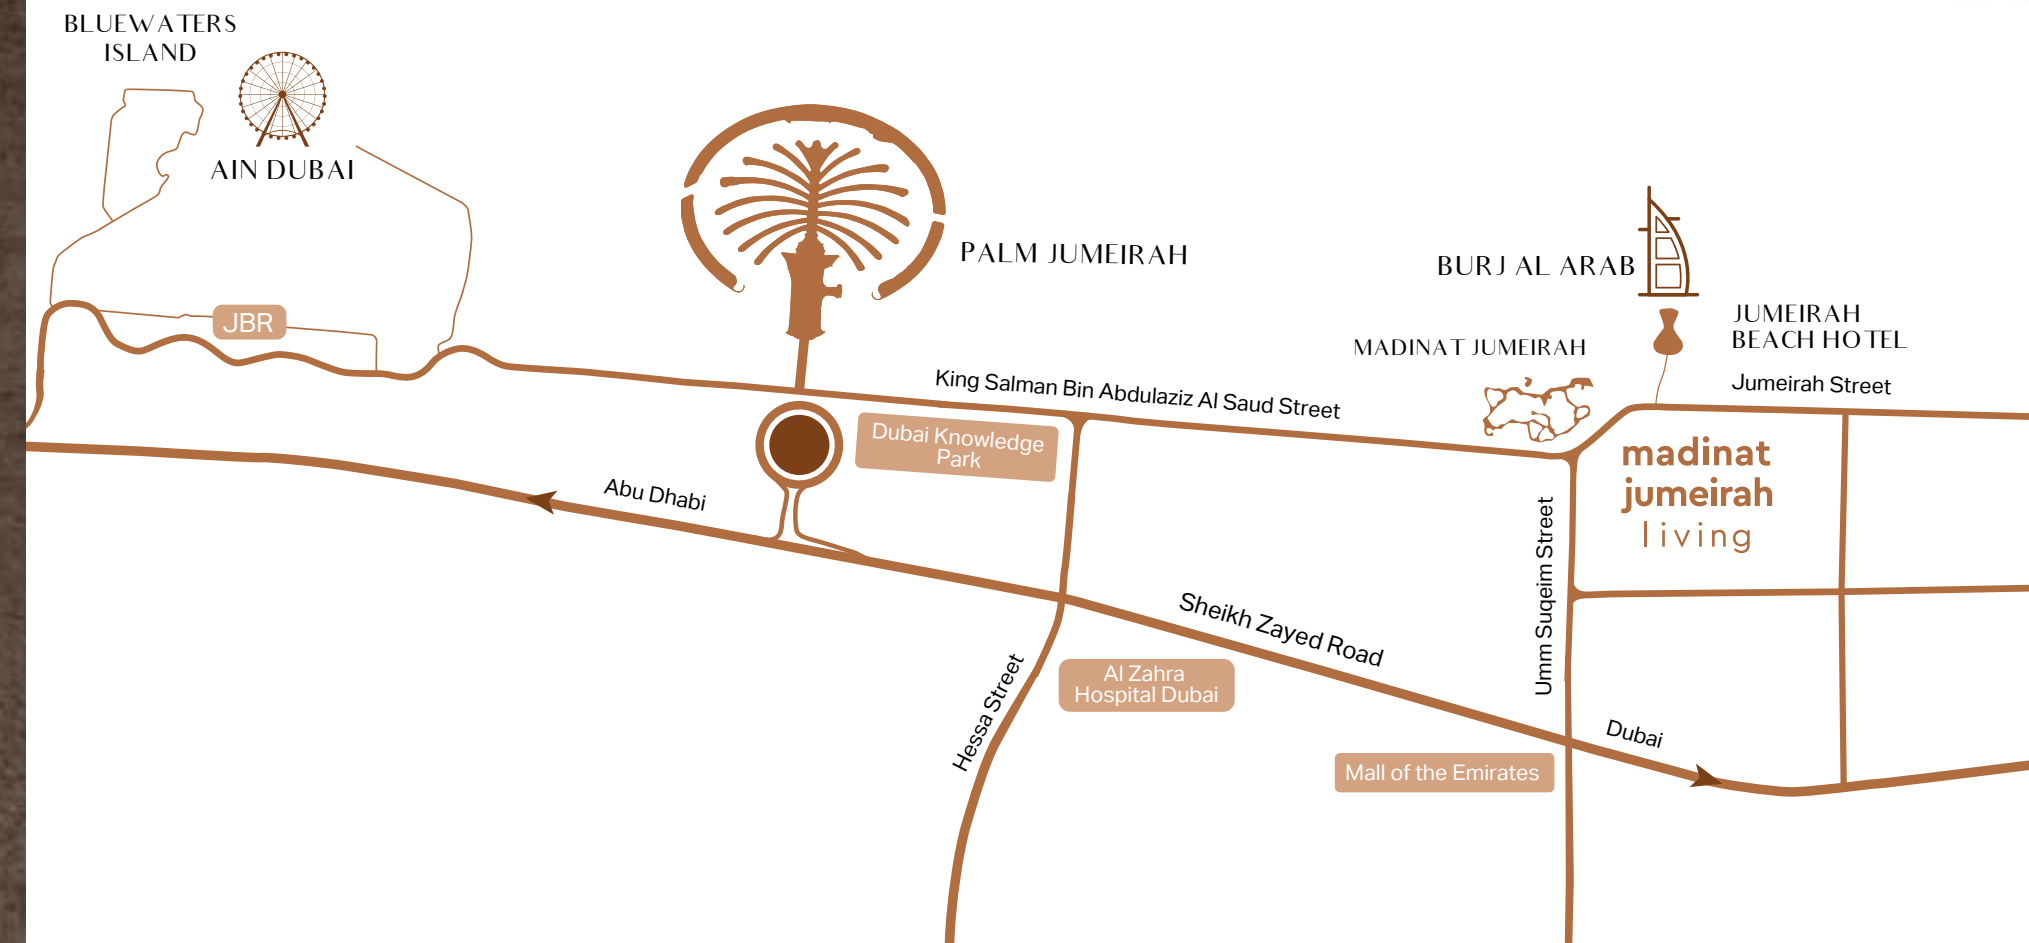 BLUEWATERS
ISLAND
AIN DUBAI
JBR
PALM JUMEIRAH
BURJ AL ARAB
JUMEIRAH
BEACH HOTEL
MADINAT JUMEIRAH
King Salman Bin Abdulaziz Al Saud Street
Jumeirah Street
Dubai Knowledge
Park
madinat
jumeirah
living
Abu Dhabi
Umm Suqeim Street
Sheikh Zayed Road
Hessa Street
Al Zahra
Hospital Dubai
Dubai
Mall of the Emirates